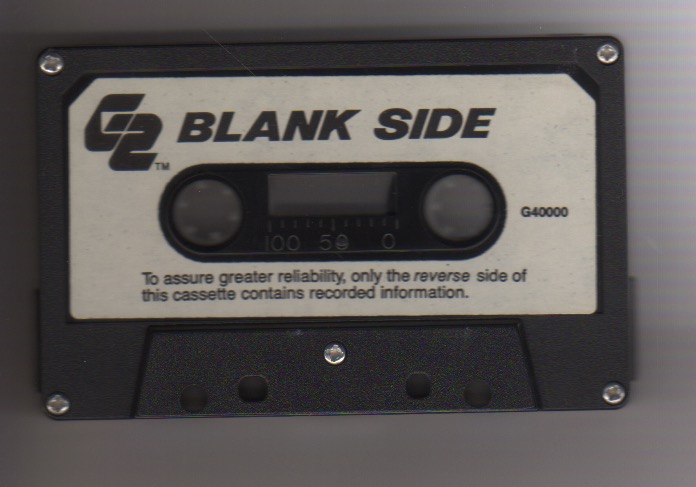 G2 BLANK SIDE
TM
G40000
100 50 0
To assure greater reliability, only the reverse side of
this cassette contains recorded information.